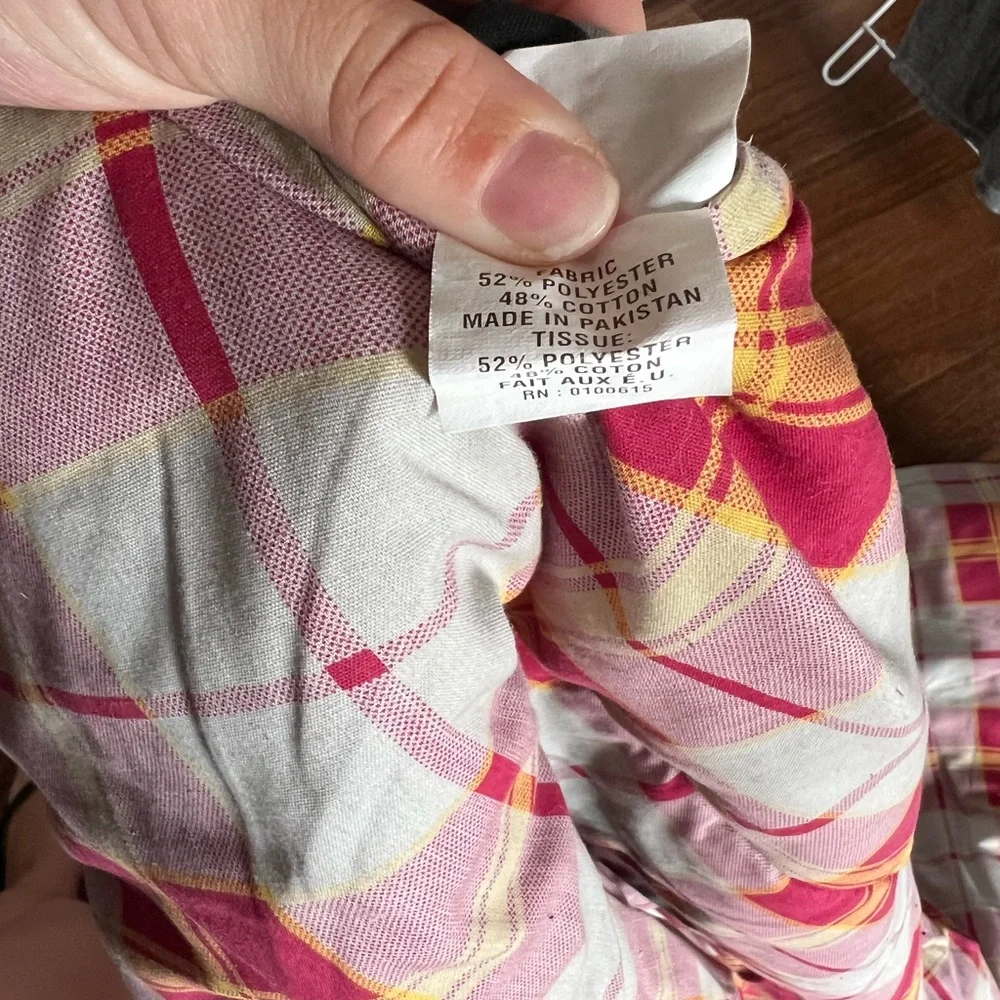 FABRIC
52% POLYESTER
48% COTTON
MADE IN PAKISTAN
TISSUE:
52% POLYESTER
48% COTON
FAIT AUX É.U.
RN : 0100615